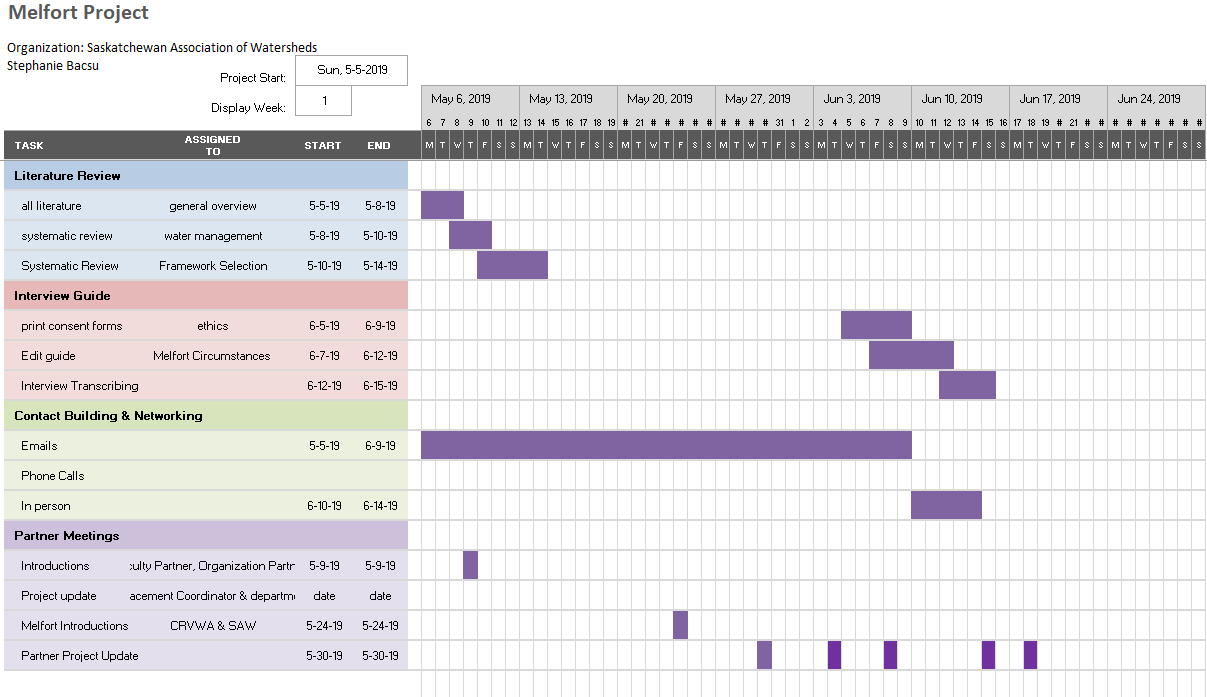 Melfort Project
Organization: Saskatchewan Association of Watersheds
Stephanie Bacsu
Project Start: Sun, 5-5-2019
Display Week: 1
May 6, 2019 May 13, 2019 May 20, 2019 May 27, 2019 Jun 3, 2019 Jun 10, 2019 Jun 17, 2019 Jun 24, 2019
6 7 8 9 10 11 12 13 14 15 16 17 18 19 # 21 # # # # # # # # # 31 1 2 3 4 5 6 7 8 9 10 11 12 13 14 15 16 17 18 19 # 21 # # # # # # # # #
TASK ASSIGNED TO START END M T W T F S S M T W T F S S M T W T F S S M T W T F S S M T W T F S S M T W T F S S M T W T F S S M T W T F S S
Literature Review
all literature general overview 5-5-19 5-8-19
systematic review water management 5-8-19 5-10-19
Systematic Review Framework Selection 5-10-19 5-14-19
Interview Guide
print consent forms ethics 6-5-19 6-9-19
Edit guide Melfort Circumstances 6-7-19 6-12-19
Interview Transcribing 6-12-19 6-15-19
Contact Building & Networking
Emails 5-5-19 6-9-19
Phone Calls
In person 6-10-19 6-14-19
Partner Meetings
Introductions culty Partner, Organization Partn 5-9-19 5-9-19
Project update acement Coordinator & departme date date
Melfort Introductions CRVWA & SAW 5-24-19 5-24-19
Partner Project Update 5-30-19 5-30-19